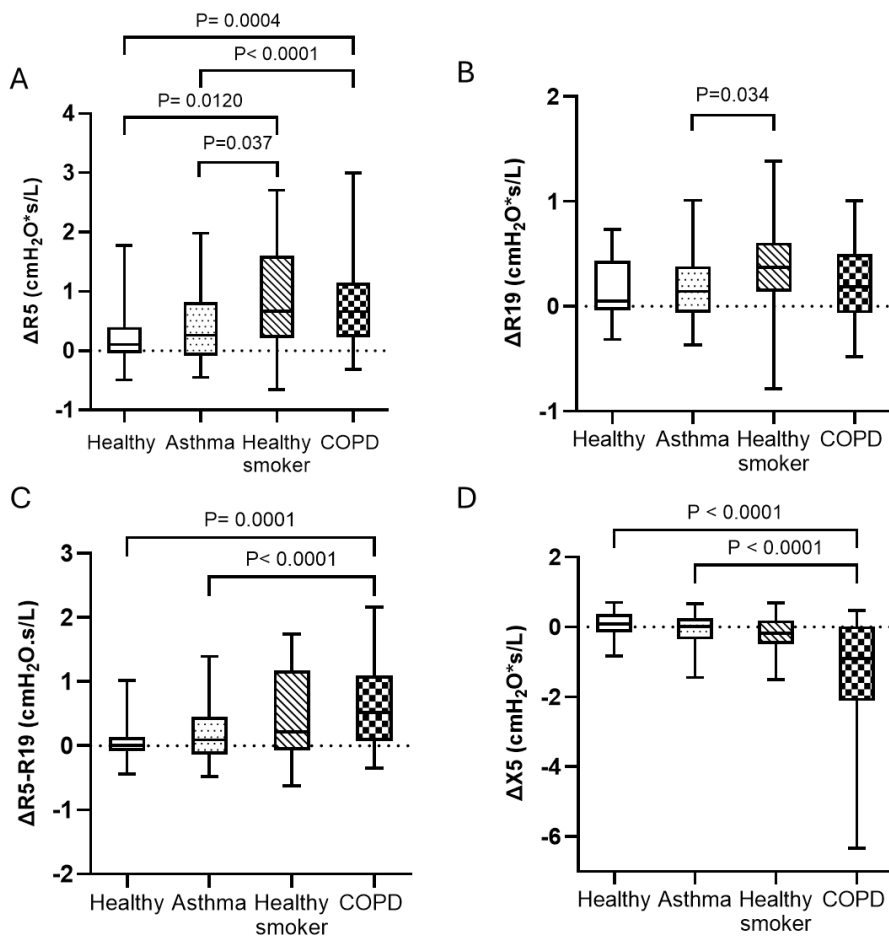 A
P= 0.0004
P< 0.0001
P= 0.0120
P=0.037
4
3
2
1
0
-1
ΔR5 (cmH₂O*s/L)
Healthy Asthma Healthy smoker COPD
B
P=0.034
2
1
0
-1
ΔR19 (cmH₂O*s/L)
Healthy Asthma Healthy smoker COPD
C
P= 0.0001
P< 0.0001
3
2
1
0
-1
-2
ΔR5-R19 (cmH₂O.s/L)
Healthy Asthma Healthy smoker COPD
D
P < 0.0001
P < 0.0001
2
0
-2
-4
-6
ΔX5 (cmH₂O*s/L)
Healthy Asthma Healthy smoker COPD